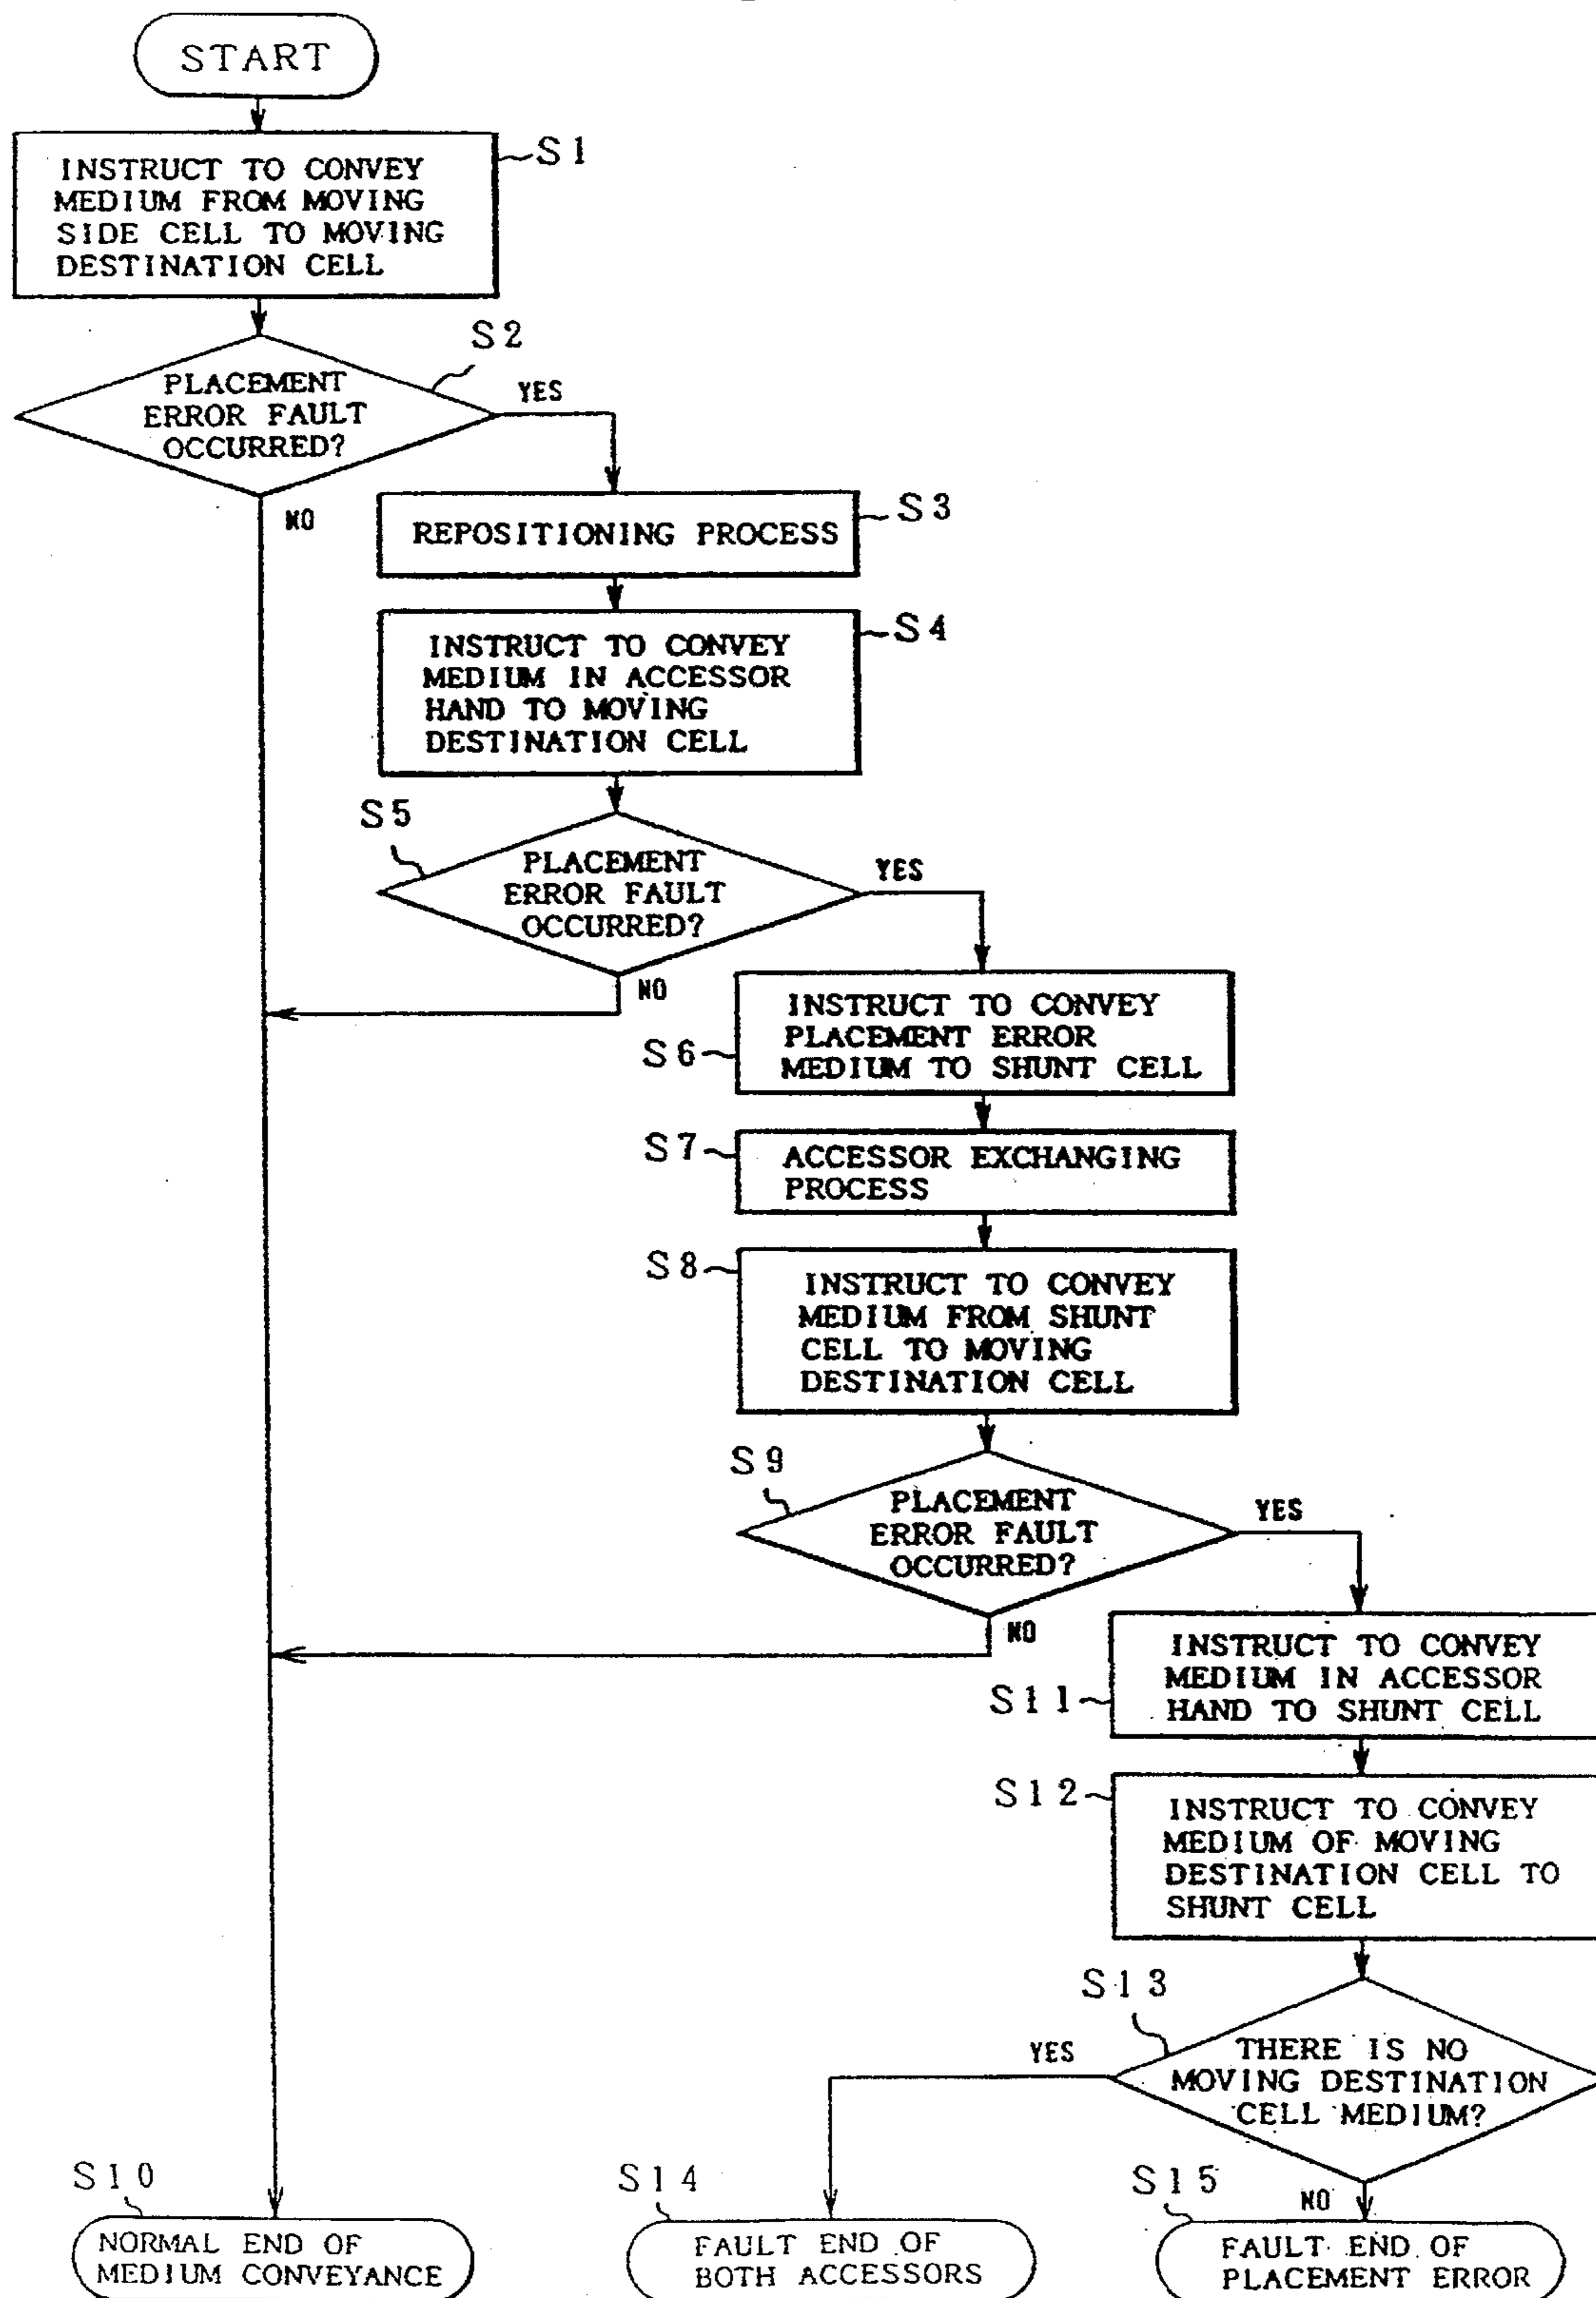 START
S1
INSTRUCT TO CONVEY
MEDIUM FROM MOVING
SIDE CELL TO MOVING
DESTINATION CELL
S2
PLACEMENT
ERROR FAULT
OCCURRED?
YES
NO
S3
REPOSITIONING PROCESS
S4
INSTRUCT TO CONVEY
MEDIUM IN ACCESSOR
HAND TO MOVING
DESTINATION CELL
S5
PLACEMENT
ERROR FAULT
OCCURRED?
YES
NO
S6
INSTRUCT TO CONVEY
PLACEMENT ERROR
MEDIUM TO SHUNT CELL
S7
ACCESSOR EXCHANGING
PROCESS
S8
INSTRUCT TO CONVEY
MEDIUM FROM SHUNT
CELL TO MOVING
DESTINATION CELL
S9
PLACEMENT
ERROR FAULT
OCCURRED?
YES
NO
S11
INSTRUCT TO CONVEY
MEDIUM IN ACCESSOR
HAND TO SHUNT CELL
S12
INSTRUCT TO CONVEY
MEDIUM OF MOVING
DESTINATION CELL TO
SHUNT CELL
S13
THERE IS NO
MOVING DESTINATION
CELL MEDIUM?
YES
NO
S10
NORMAL END OF
MEDIUM CONVEYANCE
S14
FAULT END OF
BOTH ACCESSORS
S15
FAULT END OF
PLACEMENT ERROR